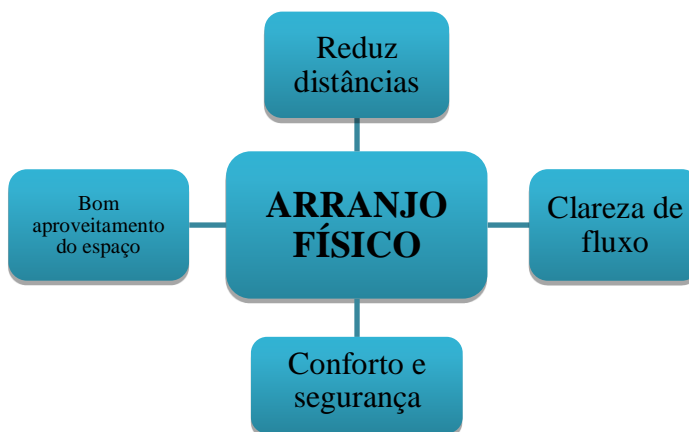 Reduz
distâncias
Bom
aproveitamento
do espaço
ARRANJO
FÍSICO
Clareza de
fluxo
Conforto e
segurança